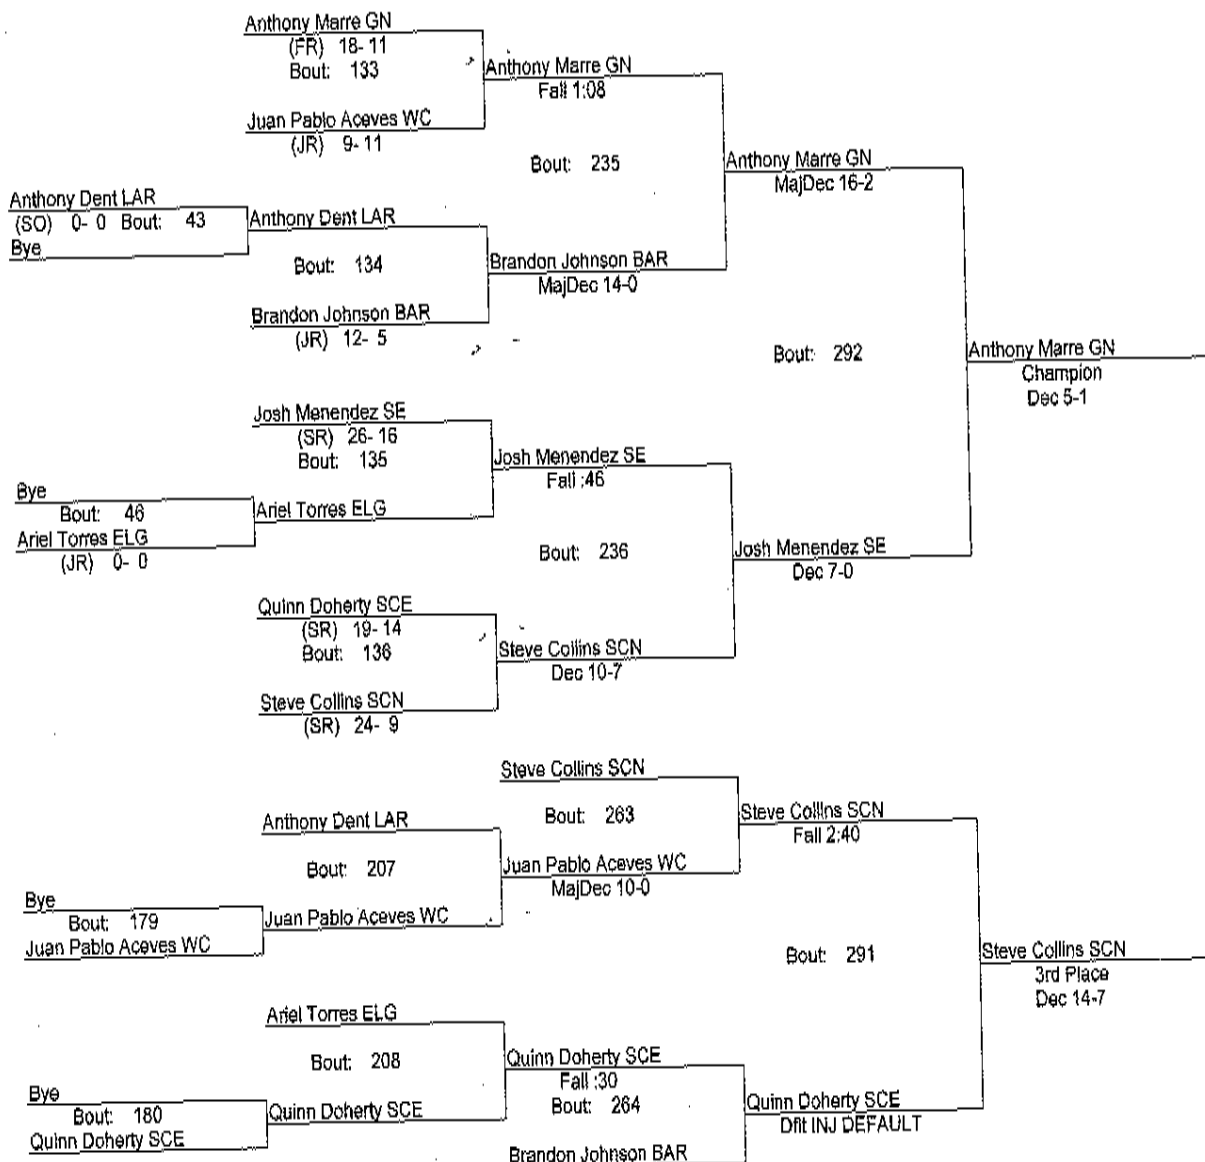 Anthony Marre GN
(FR) 18- 11
Bout: 133
Anthony Marre GN
Fall 1:08
Juan Pablo Aceves WC
(JR) 9- 11
Bout: 235
Anthony Marre GN
MajDec 16-2
Anthony Dent LAR
(SO) 0- 0 Bout: 43
Bye
Anthony Dent LAR
Bout: 134
Brandon Johnson BAR
MajDec 14-0
Brandon Johnson BAR
(JR) 12- 5
Bout: 292
Anthony Marre GN
Champion
Dec 5-1
Josh Menendez SE
(SR) 26- 16
Bout: 135
Josh Menendez SE
Fall :46
Bye
Bout: 46
Ariel Torres ELG
(JR) 0- 0
Ariel Torres ELG
Bout: 236
Josh Menendez SE
Dec 7-0
Quinn Doherty SCE
(SR) 19- 14
Bout: 136
Steve Collins SCN
Dec 10-7
Steve Collins SCN
(SR) 24- 9
Steve Collins SCN
Bout: 263
Steve Collins SCN
Fall 2:40
Anthony Dent LAR
Bout: 207
Juan Pablo Aceves WC
MajDec 10-0
Bye
Bout: 179
Juan Pablo Aceves WC
Juan Pablo Aceves WC
Bout: 291
Steve Collins SCN
3rd Place
Dec 14-7
Ariel Torres ELG
Bout: 208
Quinn Doherty SCE
Fall :30
Bout: 264
Bye
Bout: 180
Quinn Doherty SCE
Quinn Doherty SCE
Quinn Doherty SCE
Dflt INJ DEFAULT
Brandon Johnson BAR